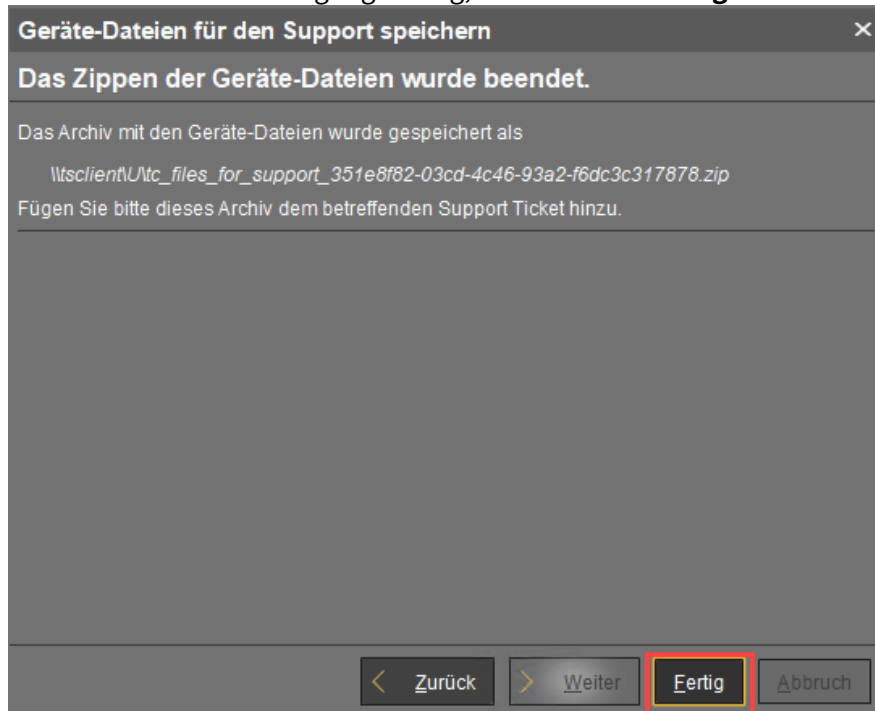 Geräte-Dateien für den Support speichern
Das Zippen der Geräte-Dateien wurde beendet.
Das Archiv mit den Geräte-Dateien wurde gespeichert als
\\tsclient\U\tc_files_for_support_351e8f82-03cd-4c46-93a2-f6dc3c317878.zip
Fügen Sie bitte dieses Archiv dem betreffenden Support Ticket hinzu.
Zurück Weiter Fertig Abbruch